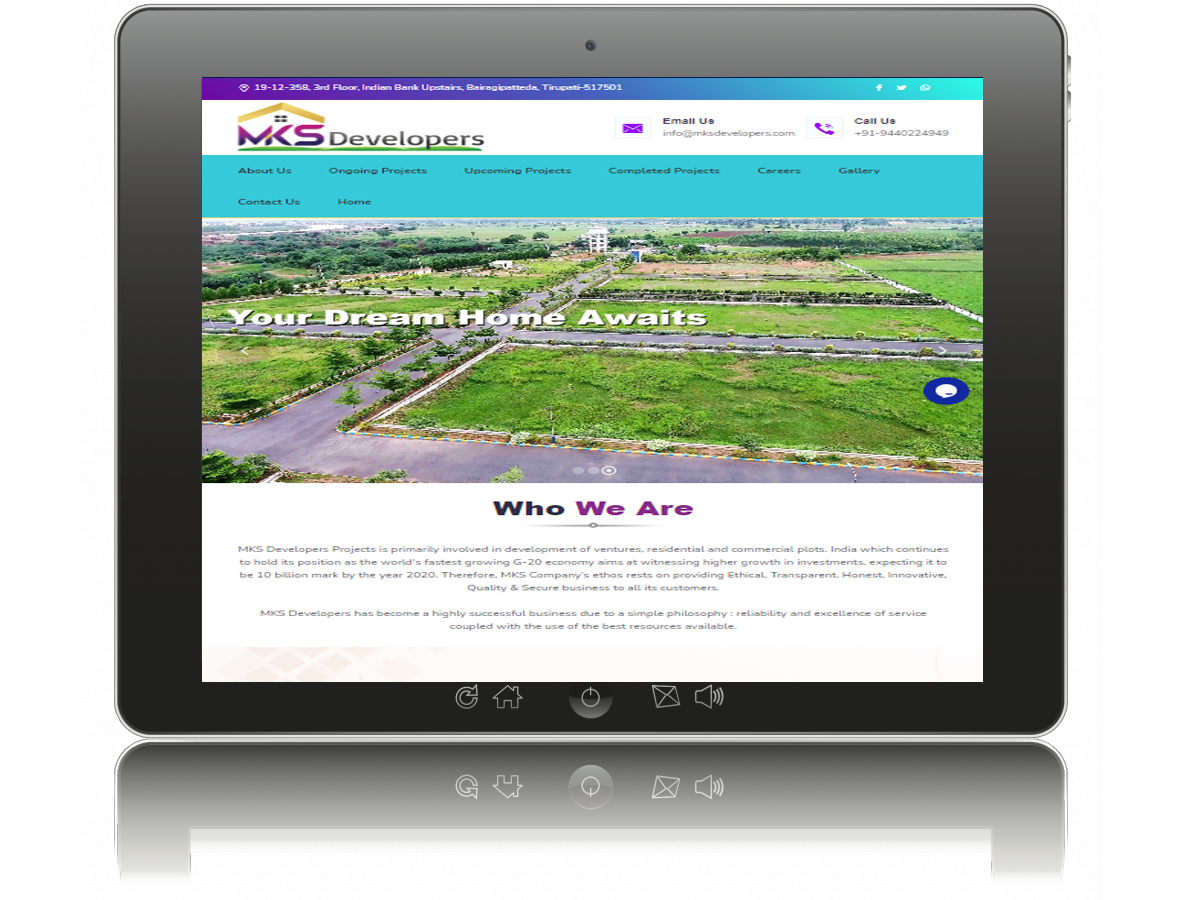 19-12-358, 3rd Floor, Indian Bank Upstairs, Bairagipatteda, Tirupati-517501
MKS Developers
Email Us
info@mksdevelopers.com
Call Us
+91-9440224949
About Us Ongoing Projects Upcoming Projects Completed Projects Careers Gallery
Contact Us Home
Your Dream Home Awaits
Who We Are
MKS Developers Projects is primarily involved in development of ventures, residential and commercial plots. India which continues
to hold its position as the world's fastest growing G-20 economy aims at witnessing higher growth in investments, expecting it to
be 10 billion mark by the year 2020. Therefore, MKS Company's ethos rests on providing Ethical, Transparent, Honest, Innovative,
Quality & Secure business to all its customers.
MKS Developers has become a highly successful business due to a simple philosophy : reliability and excellence of service
coupled with the use of the best resources available.